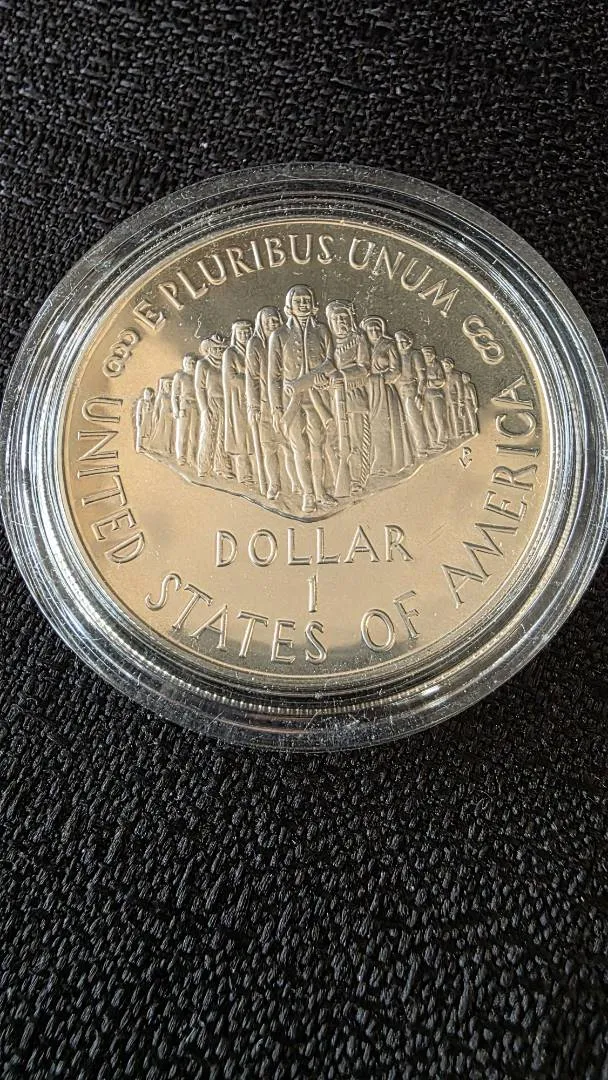 E PLURIBUS UNUM
DOLLAR
1
UNITED STATES OF AMERICA